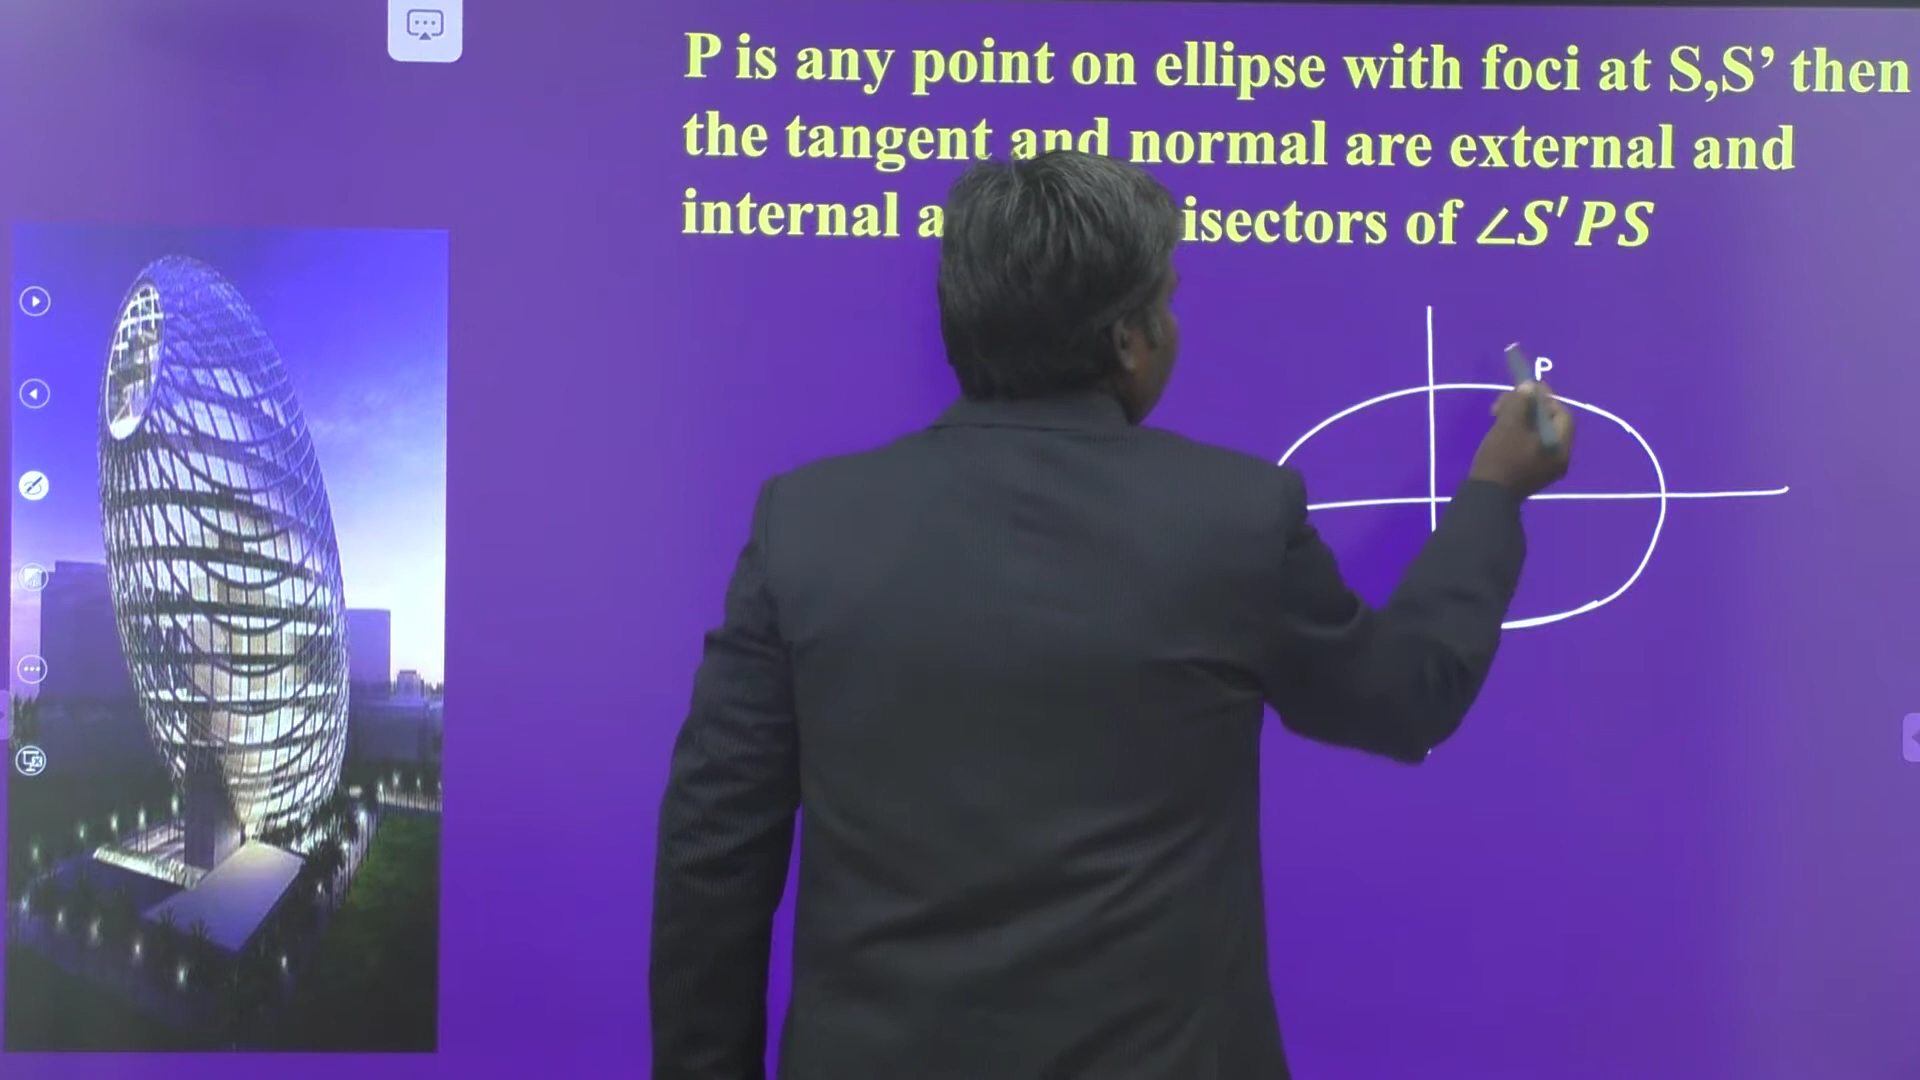 P is any point on ellipse with foci at S,S’ then
the tangent and normal are external and
internal isectors of ∠S′PS
P